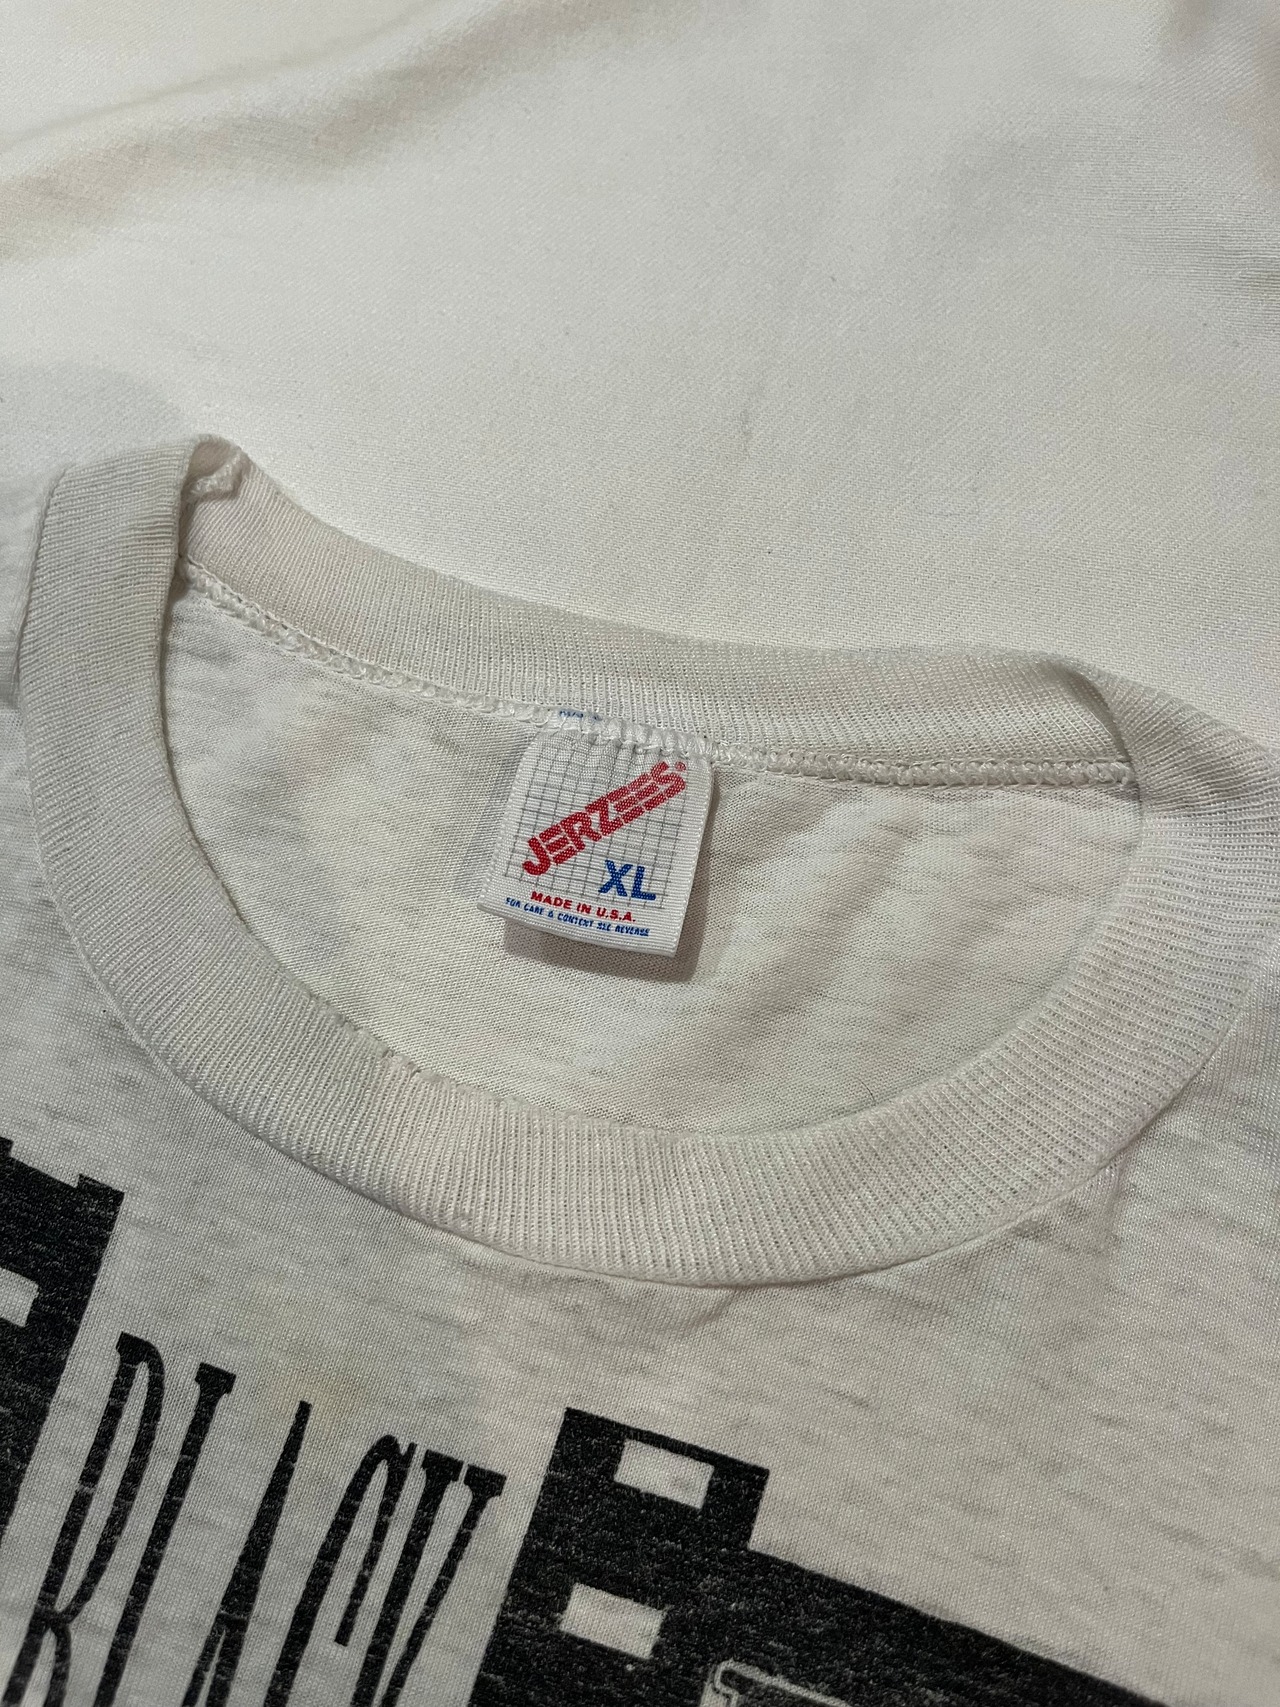 JERZEES®
XL
MADE IN U.S.A.
FOR CARE & CONTENT SEE REVERSE
BLACK